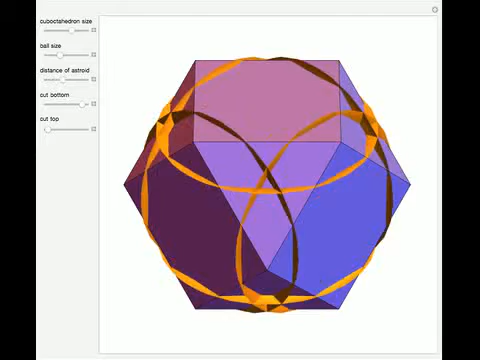 cuboctahedron size
ball size
distance of astroid
cut bottom
cut top